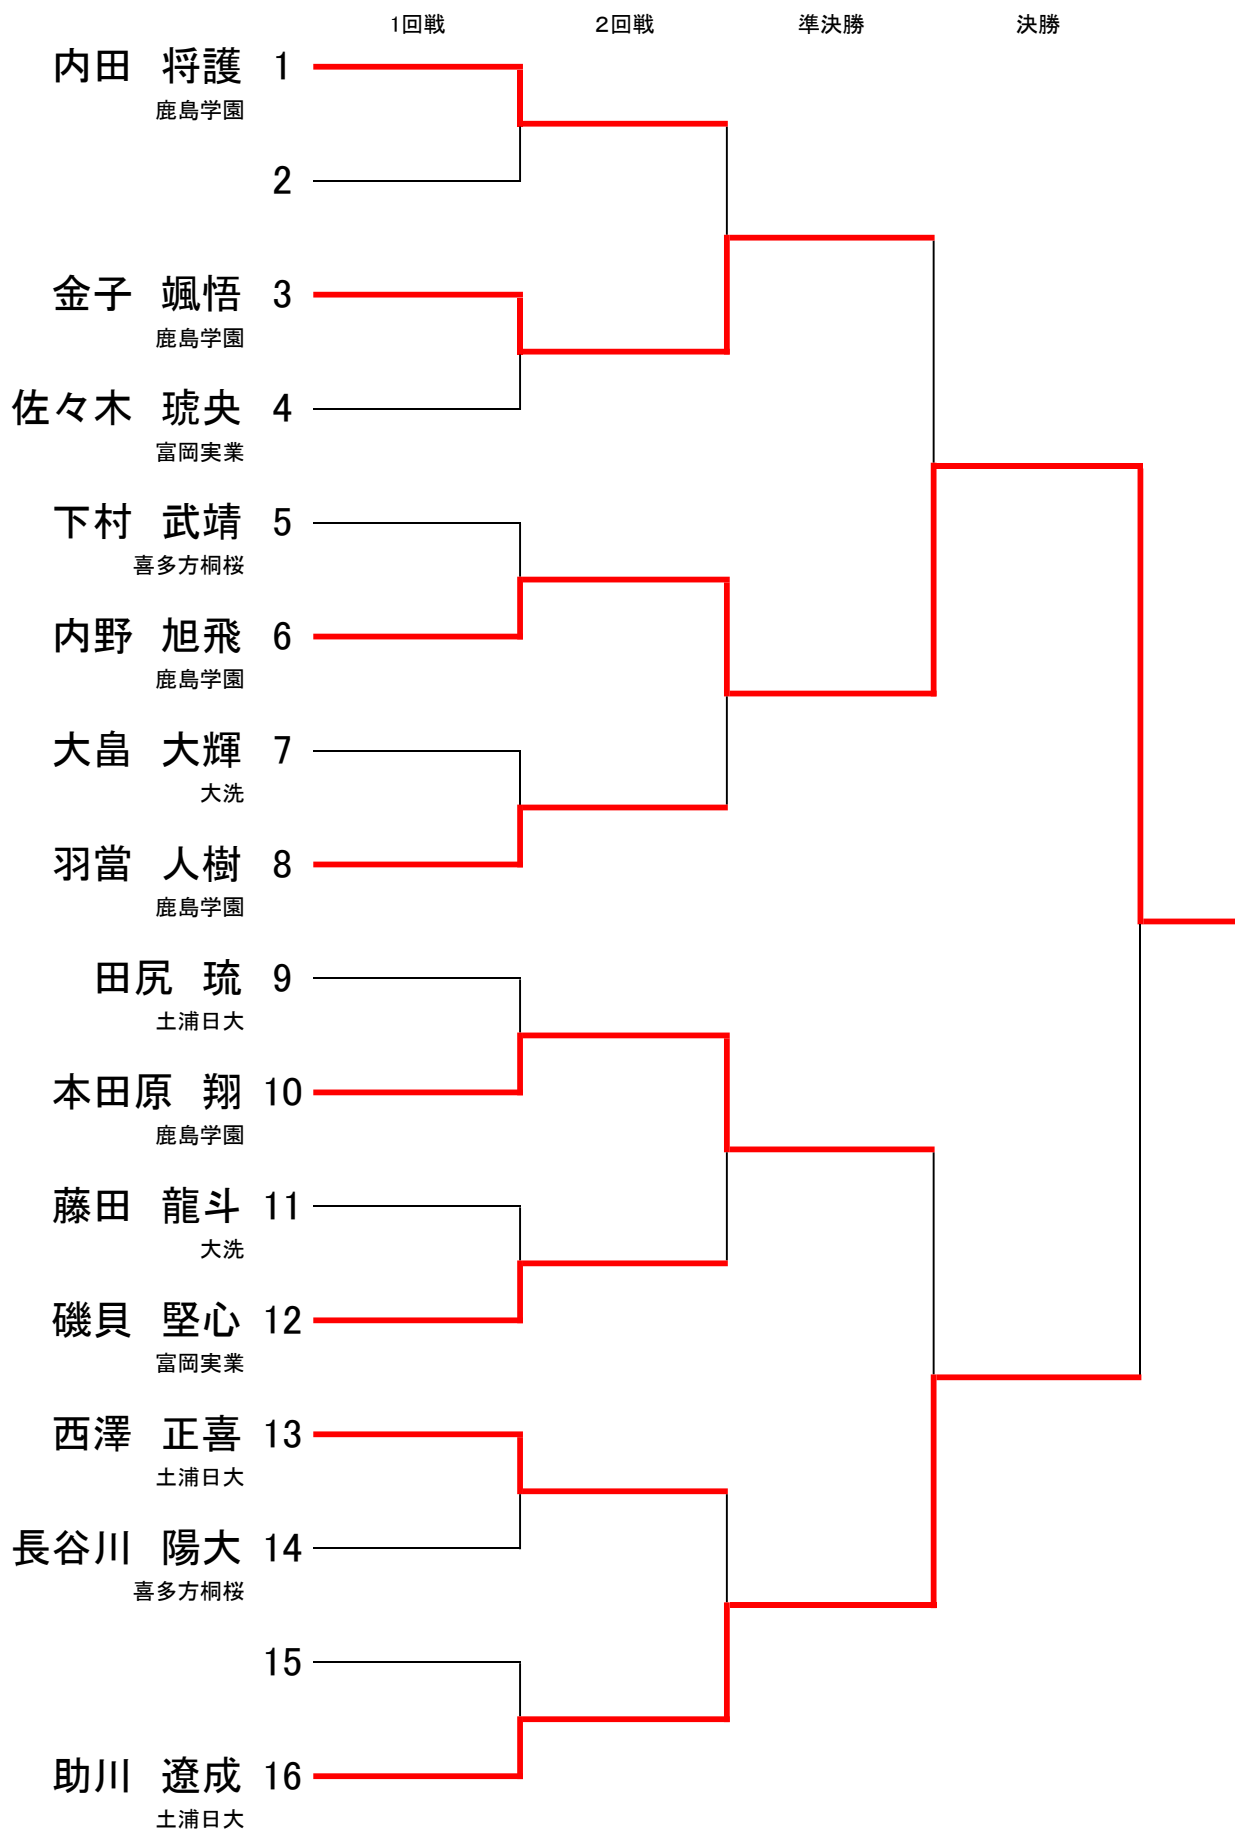 1回戦 2回戦 準決勝 決勝
内田 将護 1
鹿島学園
2
金子 颯悟 3
鹿島学園
佐々木 琥央 4
富岡実業
下村 武靖 5
喜多方桐桜
内野 旭飛 6
鹿島学園
大畠 大輝 7
大洗
羽當 人樹 8
鹿島学園
田尻 琉 9
土浦日大
本田原 翔 10
鹿島学園
藤田 龍斗 11
大洗
磯貝 堅心 12
富岡実業
西澤 正喜 13
土浦日大
長谷川 陽大 14
喜多方桐桜
15
助川 遼成 16
土浦日大